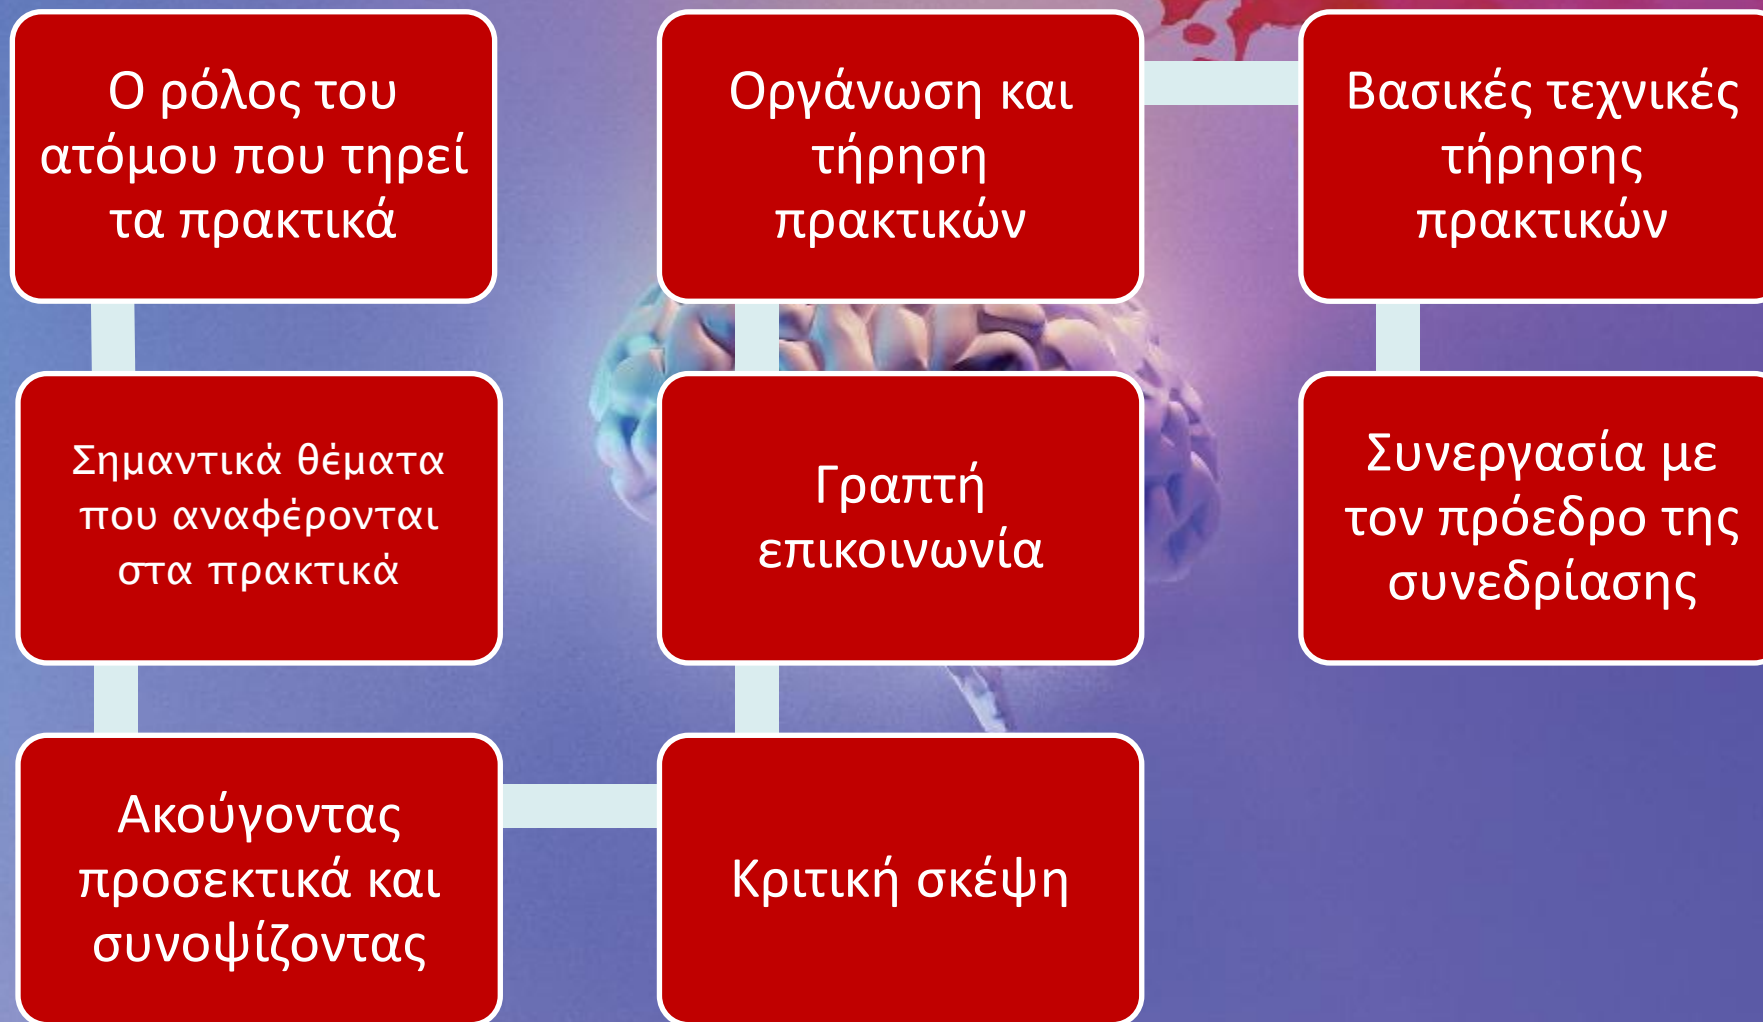 Ο ρόλος του
ατόμου που τηρεί
τα πρακτικά
Σημαντικά θέματα
που αναφέρονται
στα πρακτικά
Ακούγοντας
προσεκτικά και
συνοψίζοντας
Κριτική σκέψη
Γραπτή
επικοινωνία
Οργάνωση και
τήρηση
πρακτικών
Βασικές τεχνικές
τήρησης
πρακτικών
Συνεργασία με
τον πρόεδρο της
συνεδρίασης